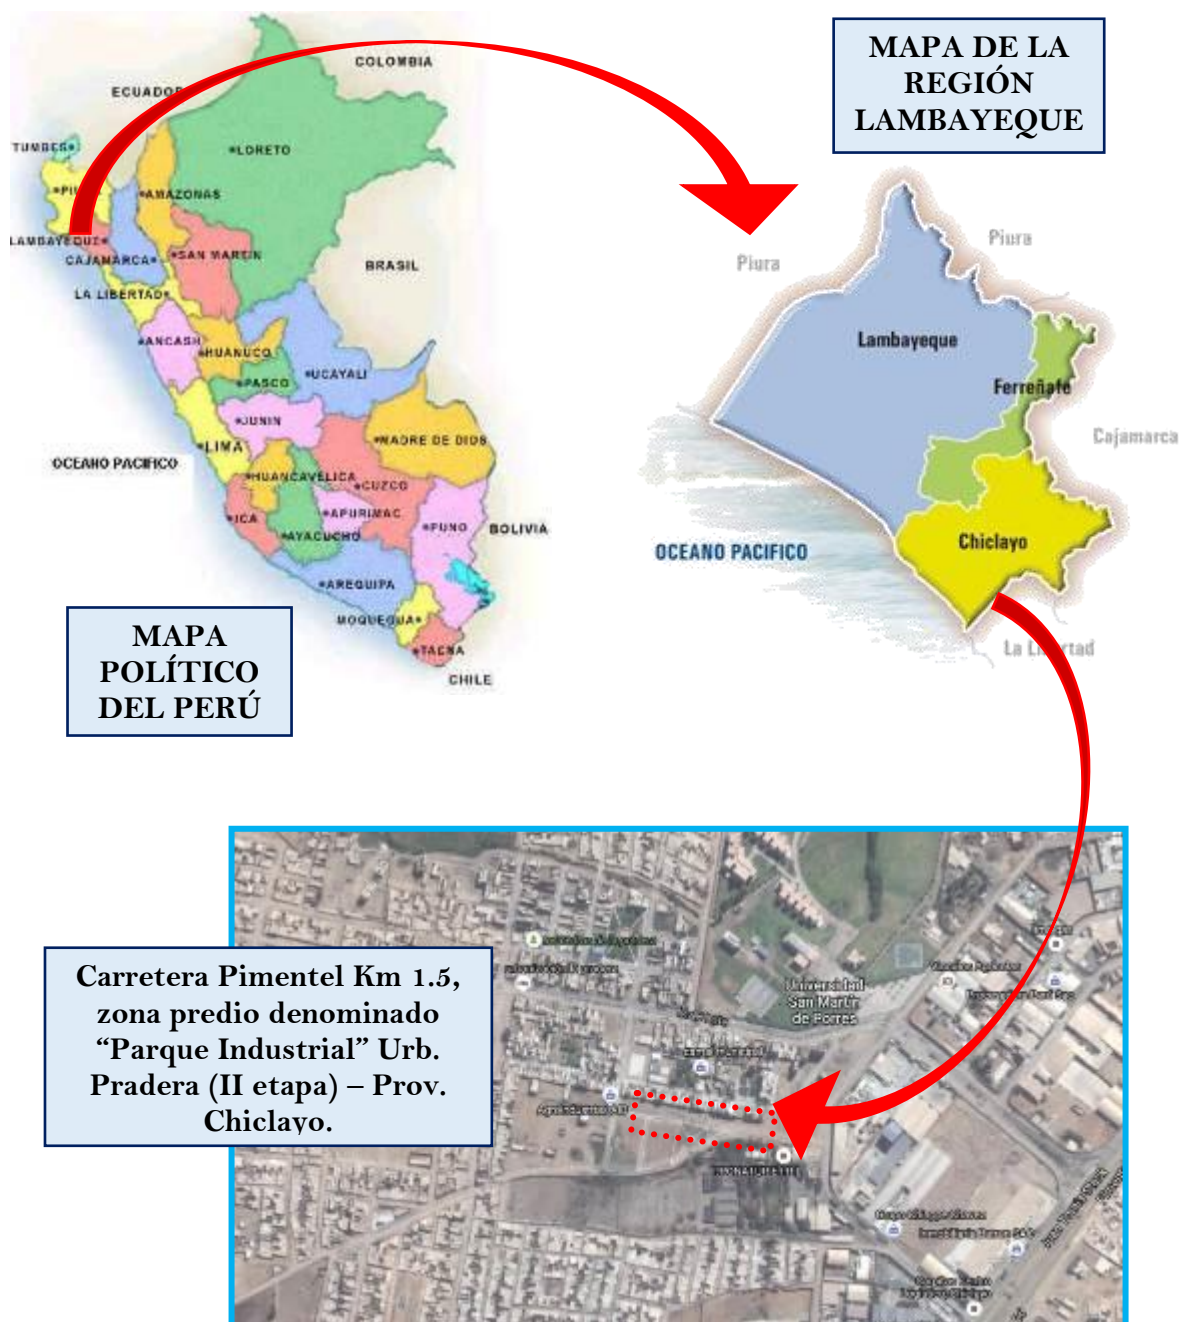 COLOMBIA
ECUADOR
TUMBES
LORETO
AMAZONAS
LAMBAYEQUE
CAJAMARCA
SAN MARTIN
BRASIL
LA LIBERTAD
ANCASH
HUANUCO
UCAYALI
PASCO
JUNIN
LIMA
MADRE DE DIOS
OCEANO PACIFICO
HUANCAVELICA
CUZCO
ICA
APURIMAC
PUNO
BOLIVIA
AYACUCHO
AREQUIPA
MOQUEGUA
TACNA
CHILE
MAPA
POLÍTICO
DEL PERÚ
MAPA DE LA
REGIÓN
LAMBAYEQUE
Piura
Piura
Lambayeque
Ferreñafe
Cajamarca
Chiclayo
OCEANO PACIFICO
Carretera Pimentel Km 1.5,
zona predio denominado
“Parque Industrial” Urb.
Pradera (II etapa) – Prov.
Chiclayo.
Universidad
San Martín
de Porres